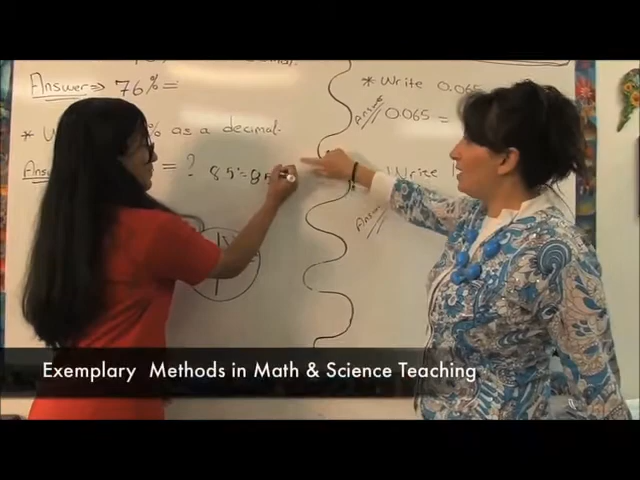 Answer⇒ 76%=
* Write 0.065
Answer 0.065 =
% as a decimal.
= ? 85=85
* Write
Answer
Exemplary Methods in Math & Science Teaching